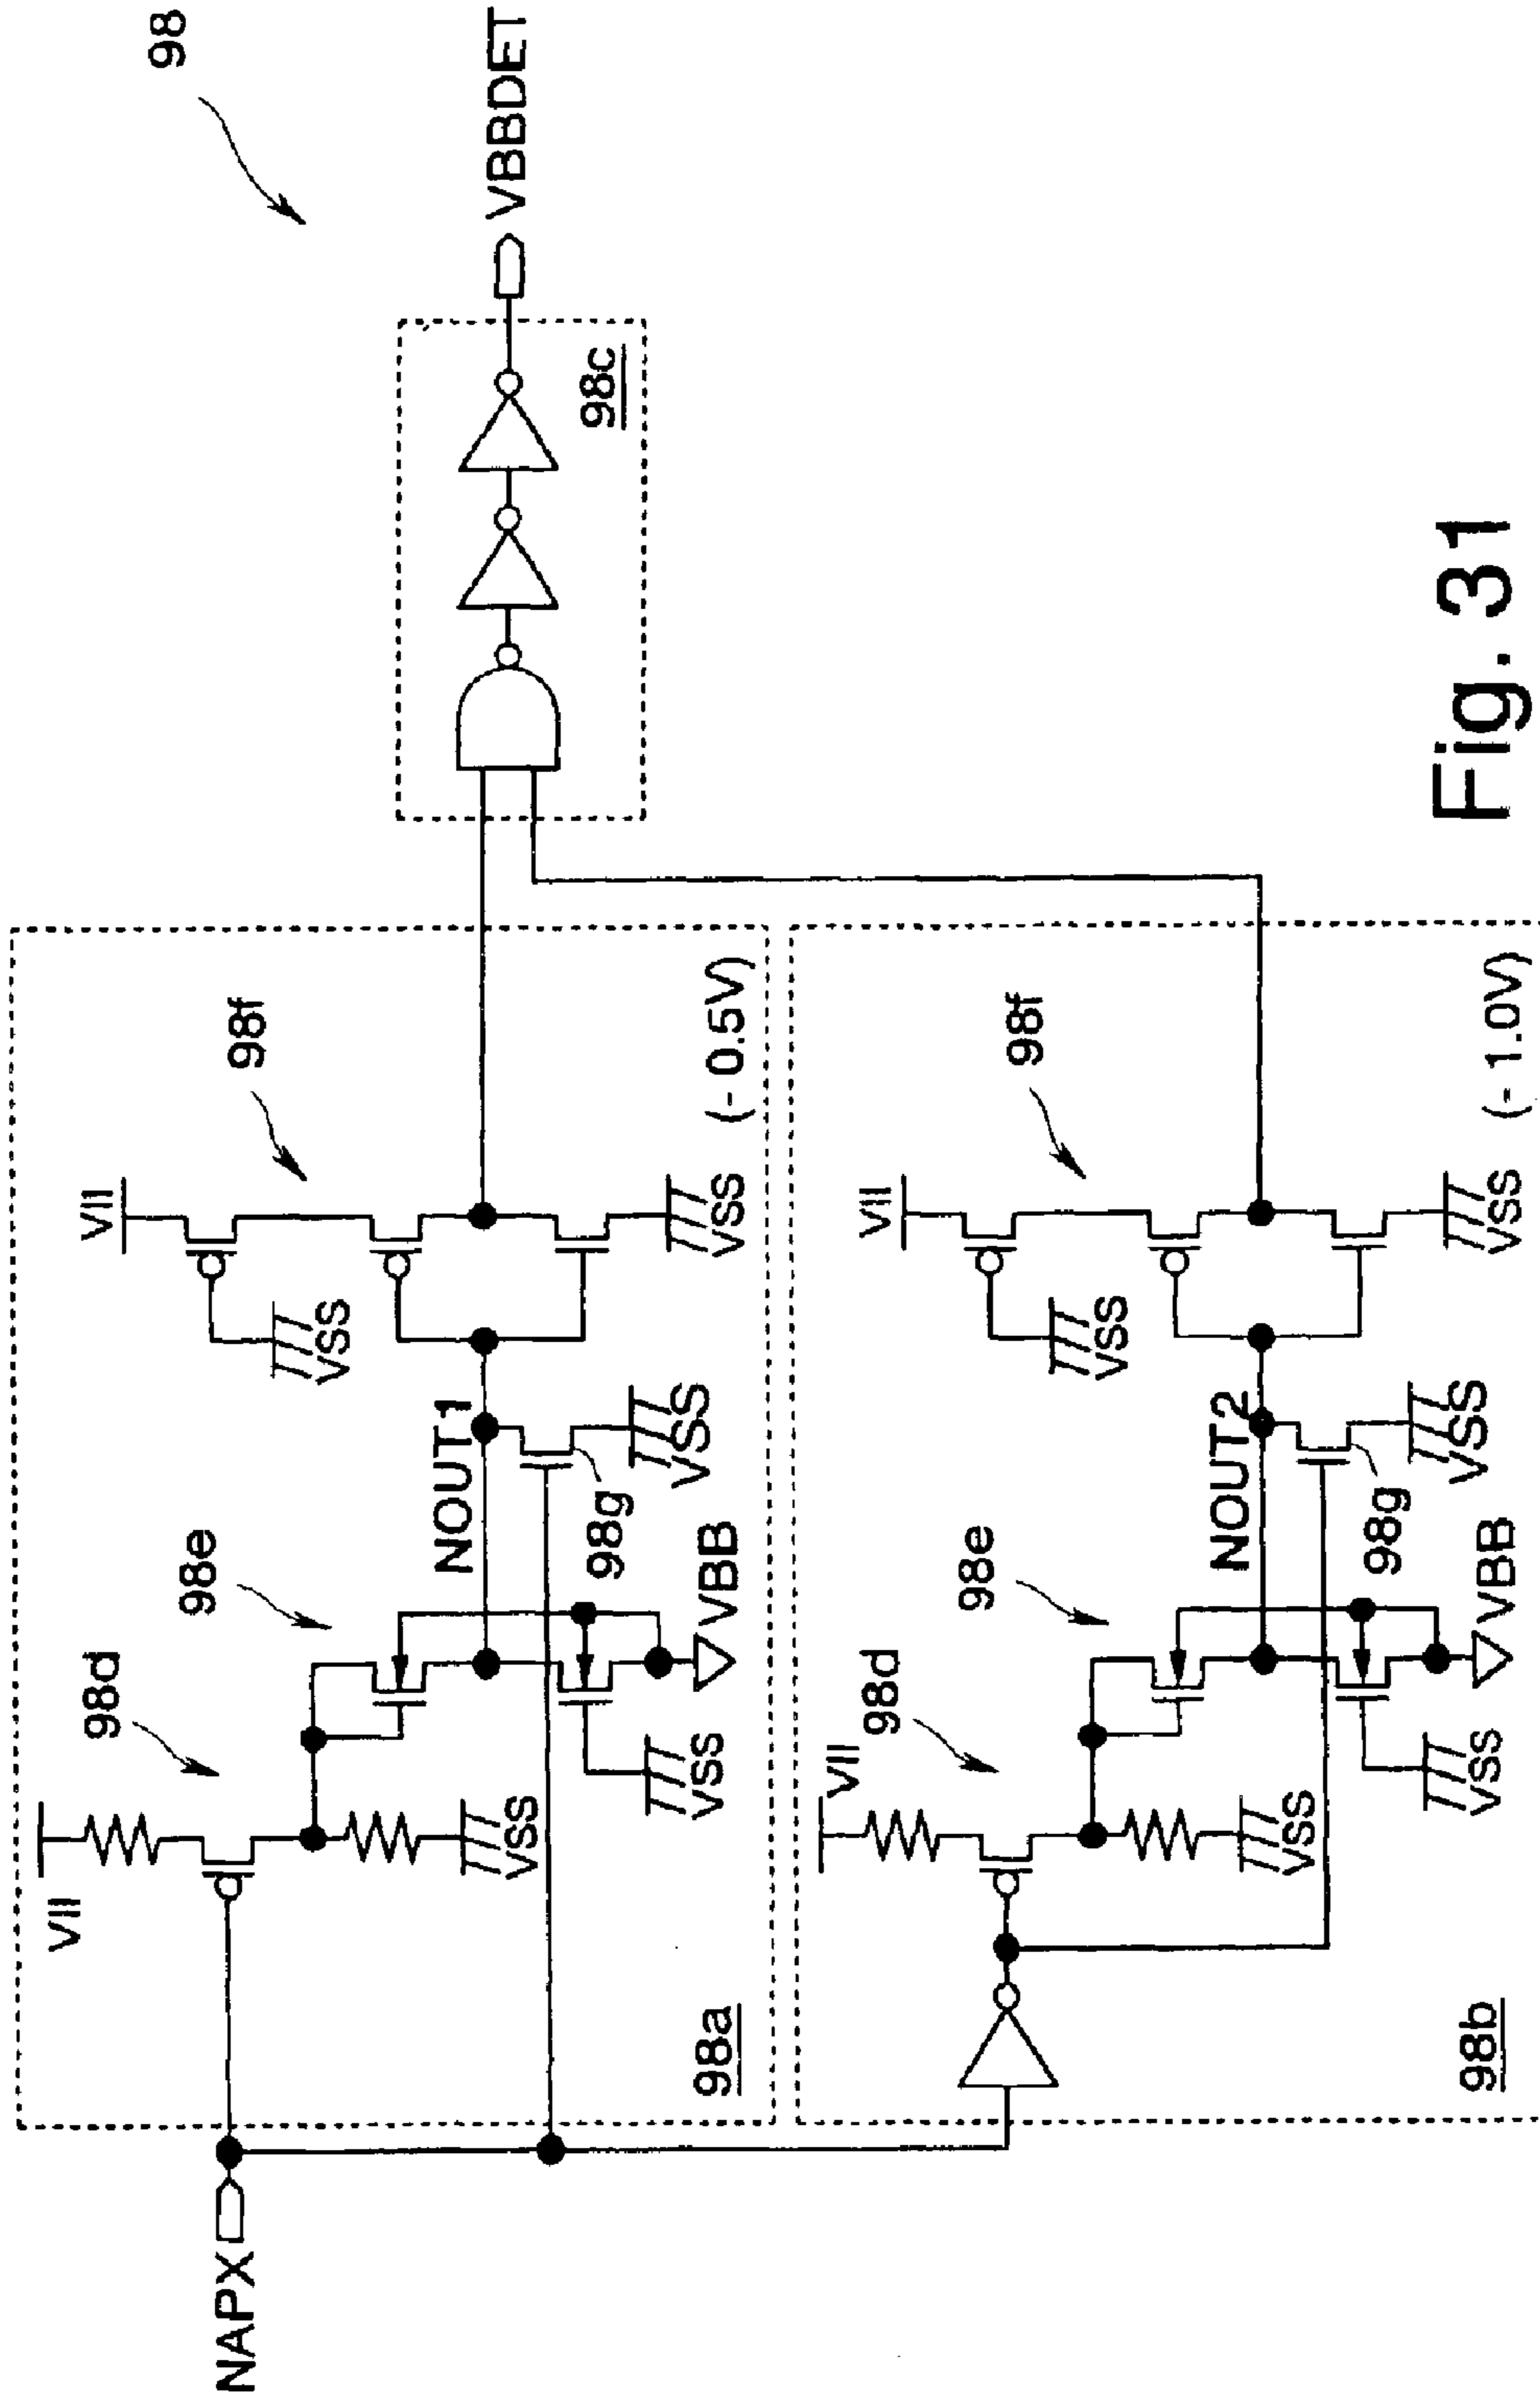 98
NAPX
VII
98d
VSS
98e
VSS
VBB
NOUT1
98g
VSS
VII
VSS
98f
VSS
(- 0.5V)
98a
98c
VBBDET
VII
98d
VSS
98e
VSS
VBB
NOUT2
98g
VSS
VII
VSS
98f
VSS
(- 1.0V)
98b
Fig. 31